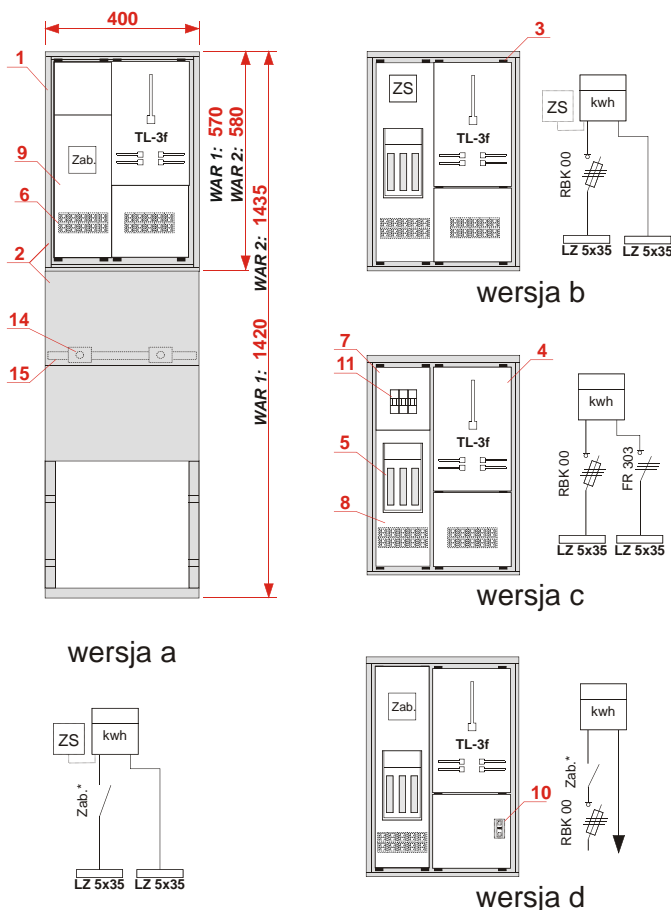 400
1
TL-3f
Zab.
9
6
2
14
15
WAR 1: 570
WAR 2: 580
WAR 2: 1435
WAR 1: 1420
wersja a
ZS
kwh
Zab.*
LZ 5x35
LZ 5x35
3
ZS
TL-3f
ZS
kwh
RBK 00
LZ 5x35
LZ 5x35
wersja b
7
11
4
TL-3f
5
8
kwh
RBK 00
FR 303
LZ 5x35
LZ 5x35
wersja c
Zab.
TL-3f
10
kwh
Zab.*
RBK 00
wersja d